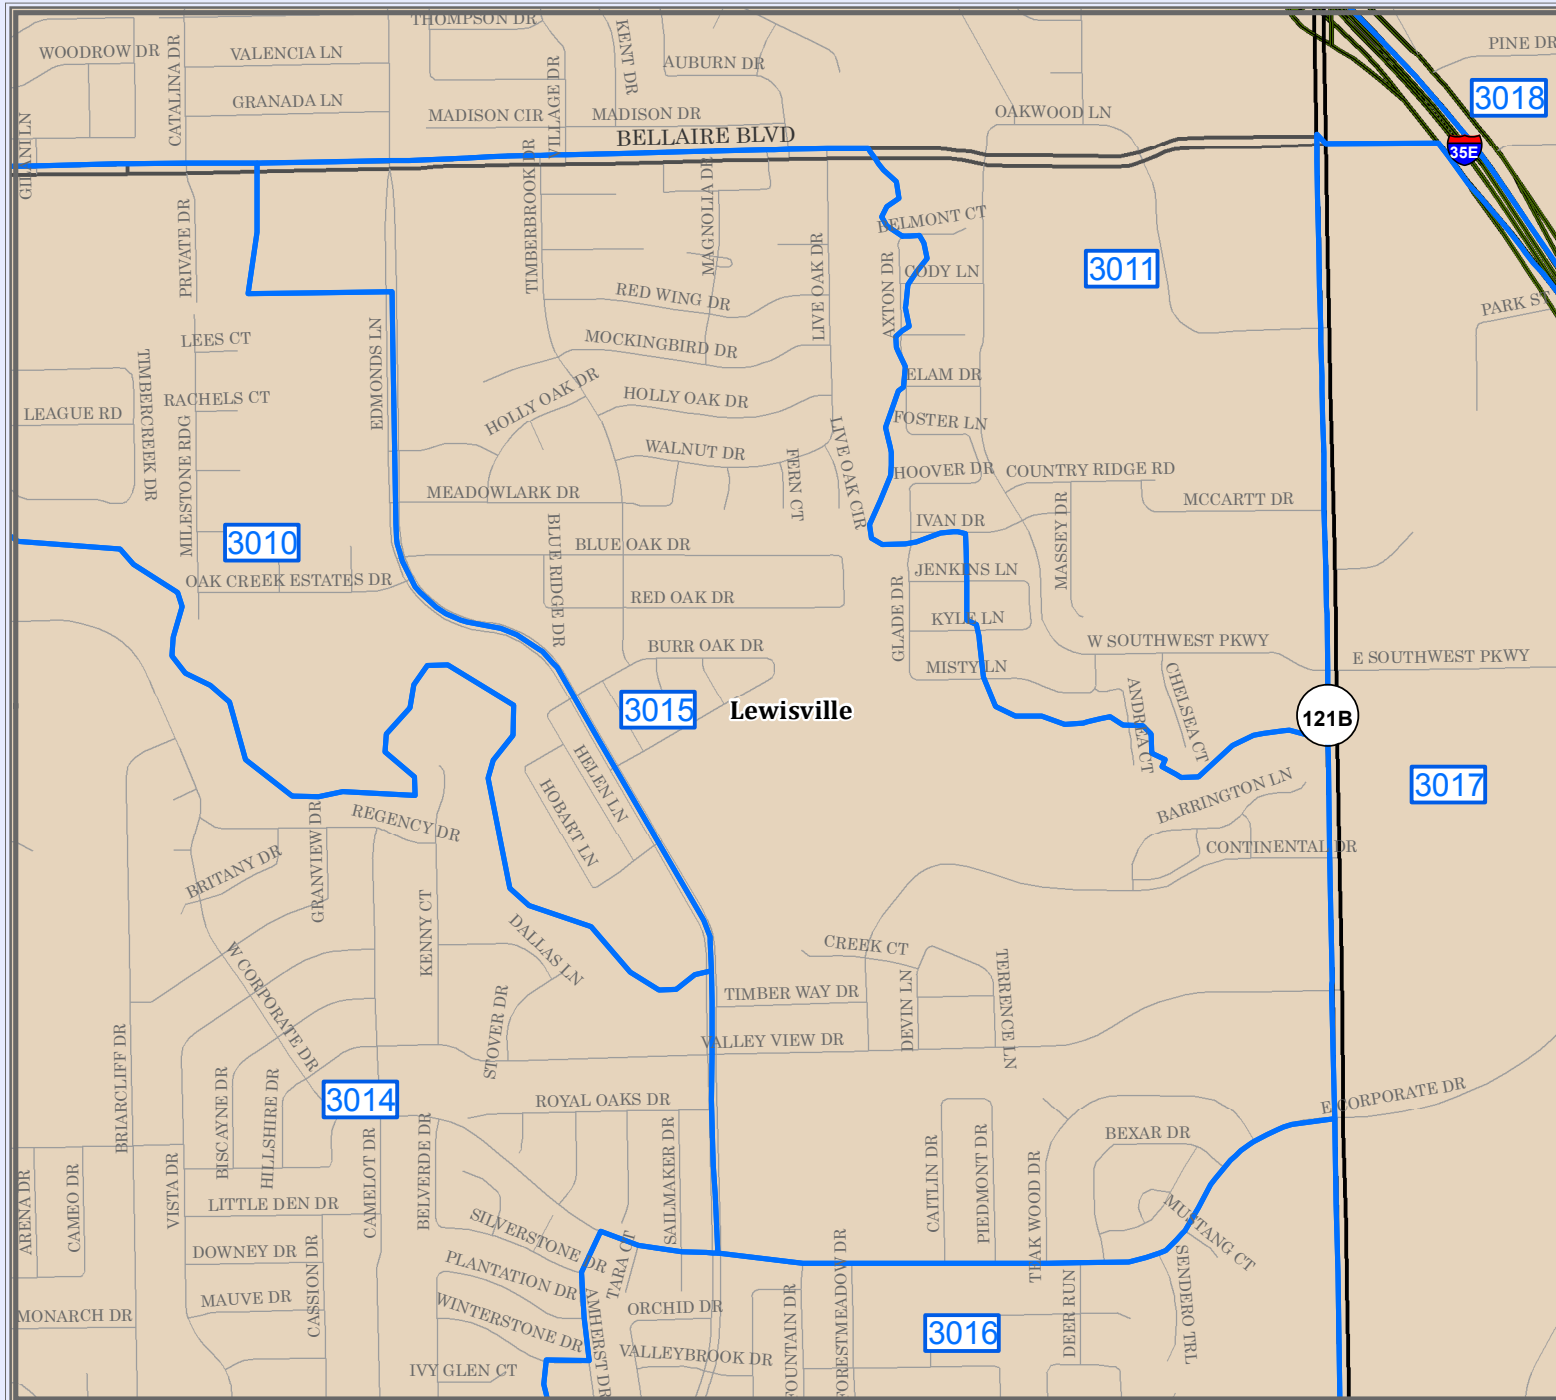 THOMPSON DR
WOODROW DR
CATALINA DR
VALENCIA LN
KENT DR
AUBURN DR
PINE DR
VILLAGE DR
3018
GRANADA LN
MADISON CIR
MADISON DR
OAKWOOD LN
BELLAIRE BLVD
35E
PRIVATE DR
TIMBERBROOK DR
MAGNOLIA DR
LIVE OAK DR
BELMONT CT
AXTON DR
CODY LN
3011
RED WING DR
PARK ST
LEES CT
EDMONDS LN
MOCKINGBIRD DR
TIMBERCREEK DR
RACHELS CT
HOLLY OAK DR
HOLLY OAK DR
ELAM DR
LEAGUE RD
MILESTONE RDG
FOSTER LN
WALNUT DR
FERN CT
LIVE OAK CIR
HOOVER DR
COUNTRY RIDGE RD
MEADOWLARK DR
MCCARTT DR
MASSEY DR
IVAN DR
3010
BLUE RIDGE DR
BLUE OAK DR
OAK CREEK ESTATES DR
JENKINS LN
RED OAK DR
GLADE DR
KYLE LN
BURR OAK DR
W SOUTHWEST PKWY
E SOUTHWEST PKWY
MISTY LN
3015
Lewisville
ANDREA CT
CHELSEA CT
121B
HELEN LN
HOBART LN
3017
BARRINGTON LN
REGENCY DR
GRANVIEW DR
CONTINENTAL DR
BRITANY DR
KENNY CT
DALLAS LN
CREEK CT
W CORPORATE DR
TIMBER WAY DR
DEVIN LN
TERRENCE LN
STOVER DR
VALLEY VIEW DR
BRIARCLIFF DR
BISCAYNE DR
HILLSHIRE DR
3014
ROYAL OAKS DR
E CORPORATE DR
BELVERDE DR
CAMELOT DR
SAILMAKER DR
CAITLIN DR
PIEDMONT DR
BEXAR DR
ARENA DR
CAMEO DR
VISTA DR
LITTLE DEN DR
TEAKWOOD DR
MUSTANG CT
SILVERSTONE DR
TARA CT
DOWNEY DR
CASSION DR
PLANTATION DR
FORESTMEADOW DR
SENDERO TRL
MAUVE DR
WINTERSTONE DR
AMHERST DR
ORCHID DR
FOUNTAIN DR
3016
DEER RUN
MONARCH DR
VALLEYBROOK DR
IVY GLEN CT